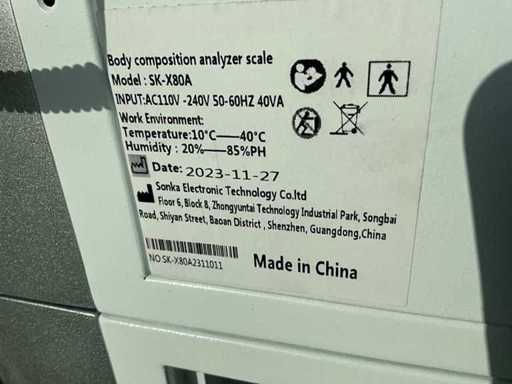 Body composition analyzer scale
Model : SK-X80A
INPUT:AC110V -240V 50-60HZ 40VA
Work Environment:
Temperature:10°C——40°C
Humidity : 20%——85%PH
Date: 2023-11-27
Sonka Electronic Technology Co.ltd
Floor 6, Block 8, Zhongyuntai Technology Industrial Park, Songbai
Road, Shiyan Street, Baoan District , Shenzhen, Guangdong,China
NO:SK-X80A2311011
Made in China